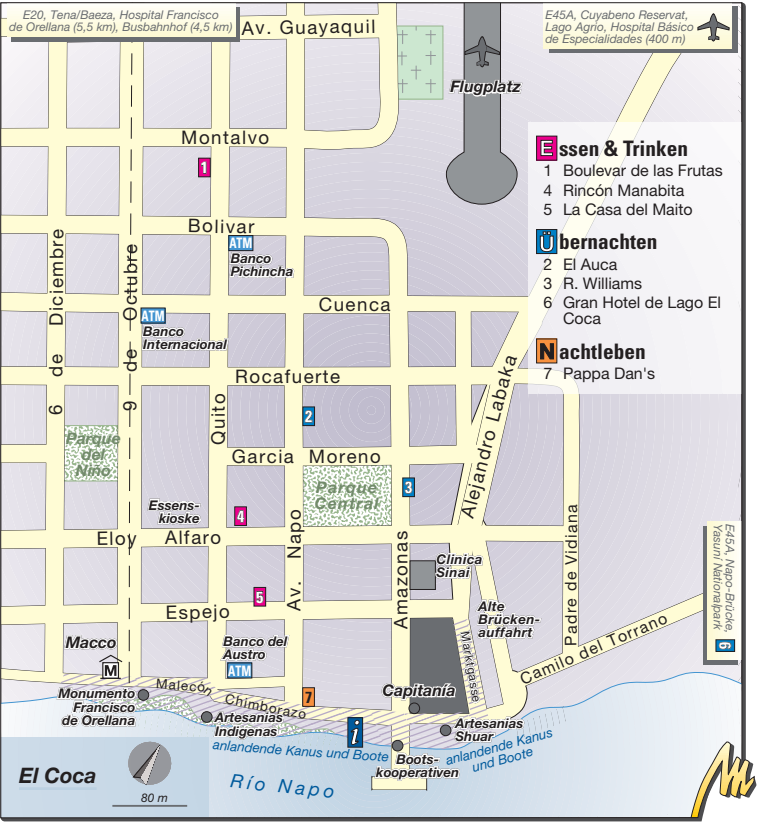 E20, Tena/Baeza, Hospital Francisco
de Orellana (5,5 km), Busbahnhof (4,5 km)
Av. Guayaquil
E45A, Cuyabeno Reservat,
Lago Agrio, Hospital Básico
de Especialidades (400 m)
Flugplatz
Montalvo
1
Essen & Trinken
1 Boulevar de las Frutas
4 Rincón Manabita
5 La Casa del Maito
Übernachten
2 El Auca
3 R. Williams
6 Gran Hotel de Lago El
Coca
Nachtleben
7 Pappa Dan's
Bolivar
ATM
Banco
Pichincha
6 de Diciembre
9 de Octubre
Cuenca
ATM
Banco
Internacional
Rocafuerte
Quito
2
Alejandro Labaka
Parque
del
Niño
Garcia Moreno
Parque
Central
3
Essens-
kioske
4
Av. Napo
Amazonas
Padre de Vidiana
E45A, Napo-Brücke,
Yasuní Nationalpark
6
Eloy Alfaro
Clinica
Sinai
5
Espejo
Alte
Brücken-
auffahrt
Marktgasse
Camilo del Torrano
Macco
M
Banco del
Austro
ATM
Malecón Chimborazo
7
Capitanía
Monumento
Francisco
de Orellana
Artesanias
Indigenas
i
Artesanias
Shuar
anlandende Kanus und Boote
anlandende Kanus
und Boote
Boots-
kooperativen
El Coca
80 m
Río Napo